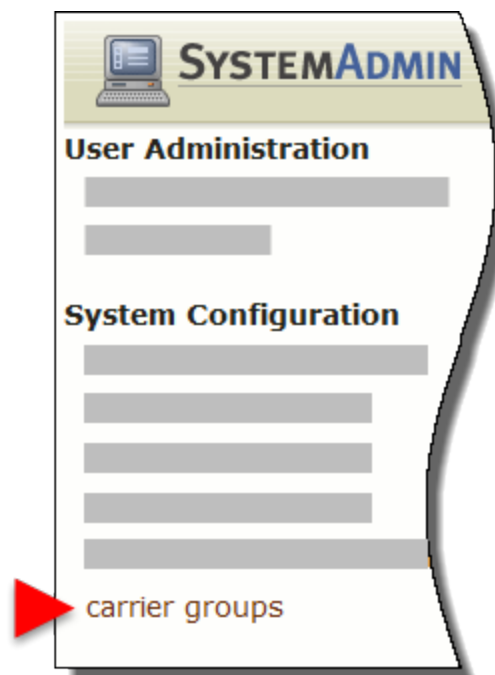 SYSTEMADMIN
User Administration
System Configuration
carrier groups